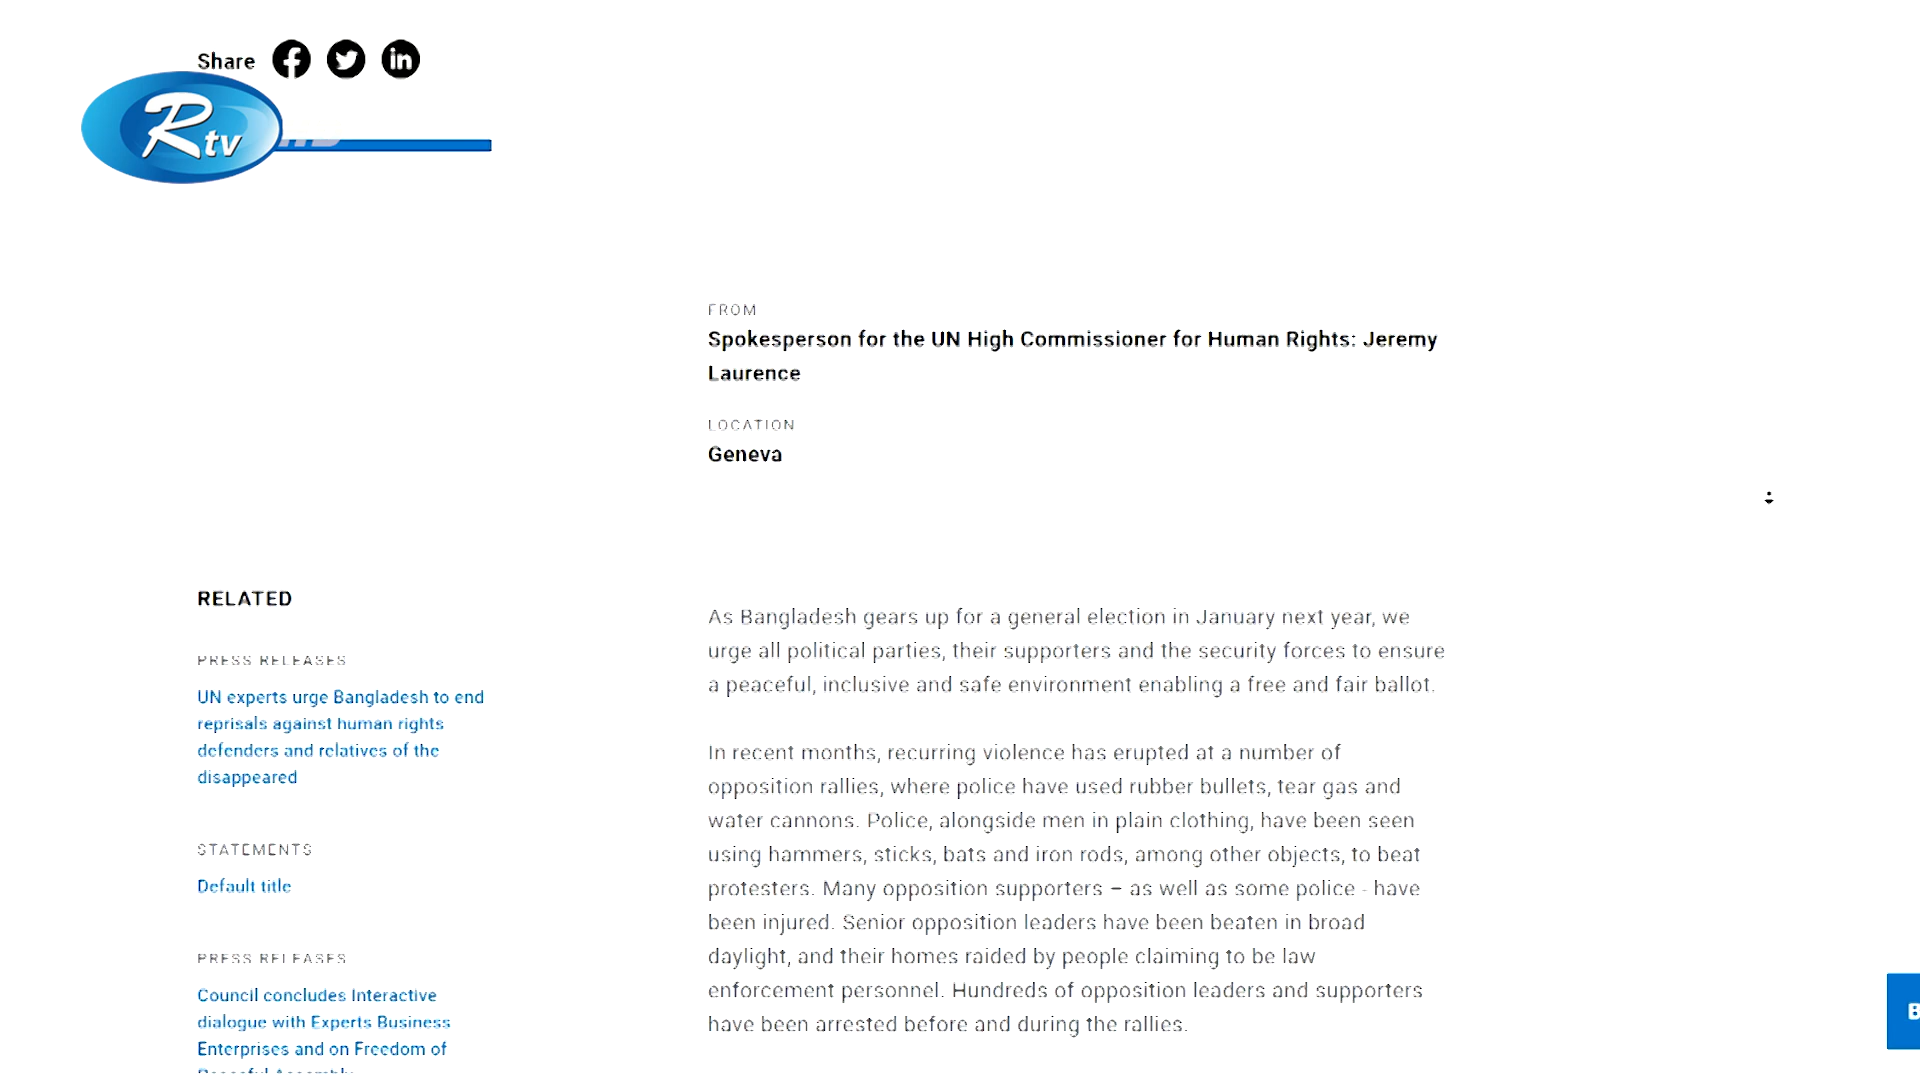 Share
Rtv
FROM
Spokesperson for the UN High Commissioner for Human Rights: Jeremy
Laurence
LOCATION
Geneva
RELATED
PRESS RELEASES
UN experts urge Bangladesh to end
reprisals against human rights
defenders and relatives of the
disappeared
STATEMENTS
Default title
PRESS RELEASES
Council concludes Interactive
dialogue with Experts Business
Enterprises and on Freedom of
Peaceful Assembly
As Bangladesh gears up for a general election in January next year, we
urge all political parties, their supporters and the security forces to ensure
a peaceful, inclusive and safe environment enabling a free and fair ballot.
In recent months, recurring violence has erupted at a number of
opposition rallies, where police have used rubber bullets, tear gas and
water cannons. Police, alongside men in plain clothing, have been seen
using hammers, sticks, bats and iron rods, among other objects, to beat
protesters. Many opposition supporters – as well as some police - have
been injured. Senior opposition leaders have been beaten in broad
daylight, and their homes raided by people claiming to be law
enforcement personnel. Hundreds of opposition leaders and supporters
have been arrested before and during the rallies.